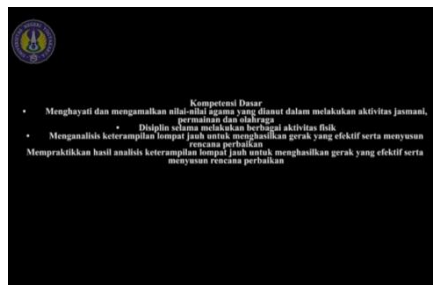 Kompetensi Dasar
• Menghayati dan mengamalkan nilai-nilai agama yang dianut dalam melakukan aktivitas jasmani,
permainan dan olahraga
• Disiplin selama melakukan berbagai aktivitas fisik
• Menganalisis keterampilan lompat jauh untuk menghasilkan gerak yang efektif serta menyusun
rencana perbaikan
Mempraktikkan hasil analisis keterampilan lompat jauh untuk menghasilkan gerak yang efektif serta
menyusun rencana perbaikan